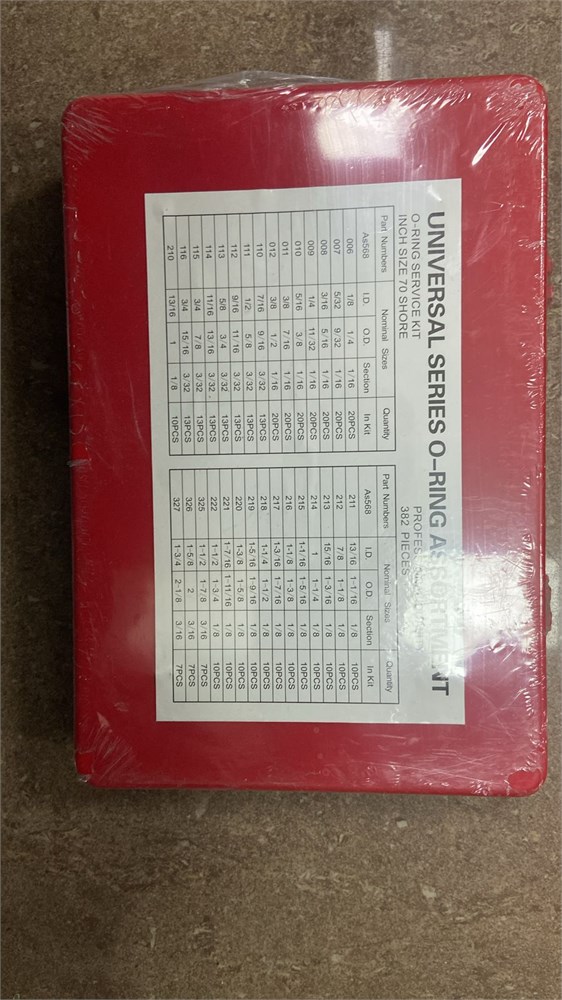 UNIVERSAL SERIES O-RING ASSORTMENT
O-RING SERVICE KIT
INCH SIZE 70 SHORE
382 PIECES
Part Numbers Nominal Sizes Quantity
As568 I.D. O.D. Section In Kit
006 1/8 1/4 1/16 20PCS
007 5/32 9/32 1/16 20PCS
008 3/16 5/16 1/16 20PCS
009 1/4 11/32 1/16 20PCS
010 5/16 3/8 1/16 20PCS
011 3/8 7/16 1/16 20PCS
012 3/8 1/2 1/16 20PCS
110 7/16 9/16 3/32 13PCS
111 1/2 5/8 3/32 13PCS
112 9/16 11/16 3/32 13PCS
113 5/8 3/4 3/32 13PCS
114 11/16 13/16 3/32 13PCS
115 3/4 7/8 3/32 13PCS
116 3/4 15/16 3/32 13PCS
210 13/16 1 1/8 10PCS
Part Numbers Nominal Sizes Quantity
As568 I.D. O.D. Section In Kit
211 13/16 1-1/16 1/8 10PCS
212 7/8 1-1/8 1/8 10PCS
213 15/16 1-3/16 1/8 10PCS
214 1 1-1/4 1/8 10PCS
215 1-1/16 1-5/16 1/8 10PCS
216 1-1/8 1-3/8 1/8 10PCS
217 1-3/16 1-7/16 1/8 10PCS
218 1-1/4 1-1/2 1/8 10PCS
219 1-5/16 1-9/16 1/8 10PCS
220 1-3/8 1-5/8 1/8 10PCS
221 1-7/16 1-11/16 1/8 10PCS
222 1-1/2 1-3/4 1/8 10PCS
325 1-1/2 1-7/8 3/16 7PCS
326 1-5/8 2 3/16 7PCS
327 1-3/4 2-1/8 3/16 7PCS